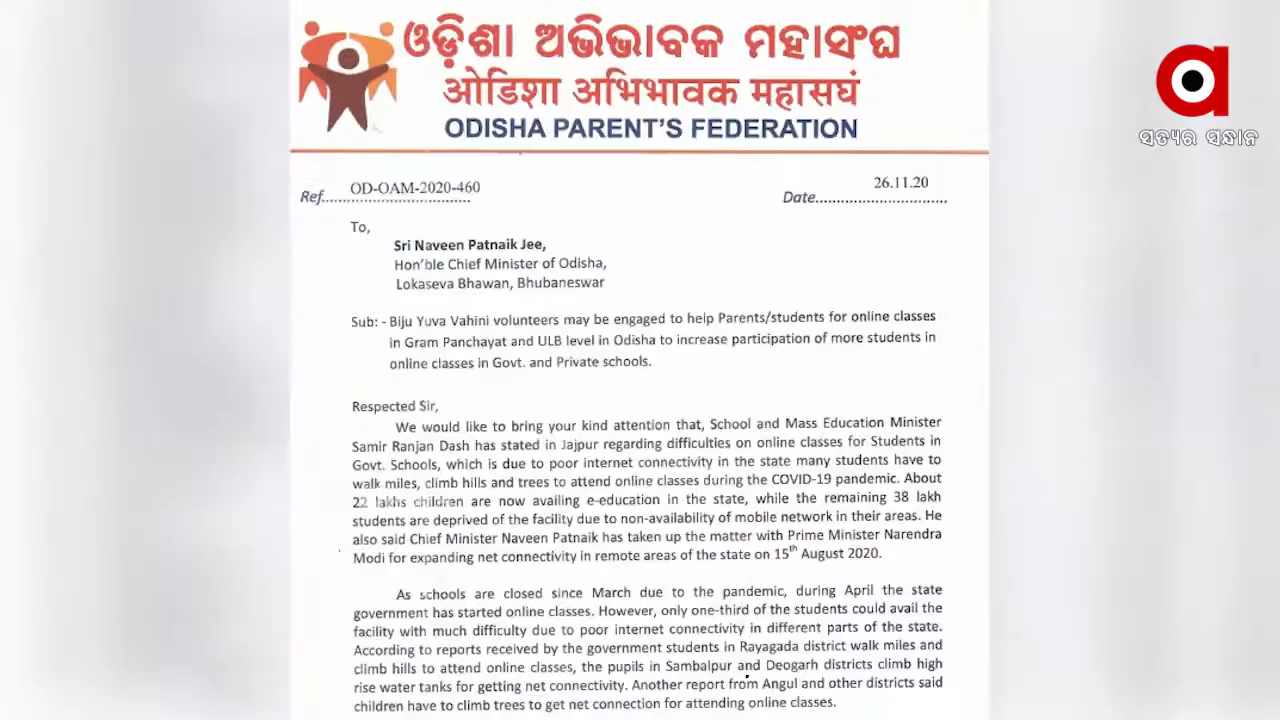 ଓଡ଼ିଶା ଅଭିଭାବକ ମହାସଂଘ
ओडिशा अभिभावक महासघं
ODISHA PARENT'S FEDERATION
ସତ୍ୟର ସନ୍ଧାନ
Ref.............................. OD-OAM-2020-460
Date.............................. 26.11.20
To,
Sri Naveen Patnaik Jee,
Hon'ble Chief Minister of Odisha,
Lokaseva Bhawan, Bhubaneswar
Sub: - Biju Yuva Vahini volunteers may be engaged to help Parents/students for online classes
in Gram Panchayat and ULB level in Odisha to increase participation of more students in
online classes in Govt. and Private schools.
Respected Sir,
We would like to bring your kind attention that, School and Mass Education Minister
Samir Ranjan Dash has stated in Jajpur regarding difficulties on online classes for Students in
Govt. Schools, which is due to poor internet connectivity in the state many students have to
walk miles, climb hills and trees to attend online classes during the COVID-19 pandemic. About
22 lakhs children are now availing e-education in the state, while the remaining 38 lakh
students are deprived of the facility due to non-availability of mobile network in their areas. He
also said Chief Minister Naveen Patnaik has taken up the matter with Prime Minister Narendra
Modi for expanding net connectivity in remote areas of the state on 15th August 2020.
As schools are closed since March due to the pandemic, during April the state
government has started online classes. However, only one-third of the students could avail the
facility with much difficulty due to poor internet connectivity in different parts of the state.
According to reports received by the government students in Rayagada district walk miles and
climb hills to attend online classes, the pupils in Sambalpur and Deogarh districts climb high
rise water tanks for getting net connectivity. Another report from Angul and other districts said
children have to climb trees to get net connection for attending online classes.